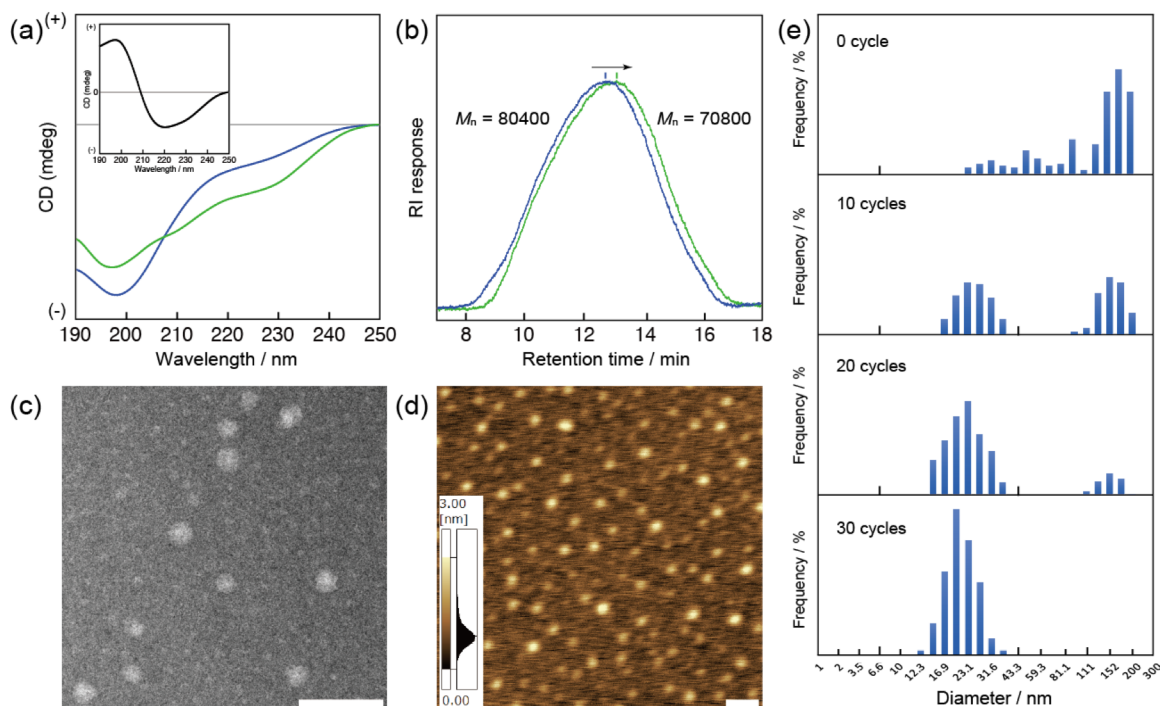 (a)
(+)
CD (mdeg)
(-)
190 200 210 220 230 240 250
Wavelength / nm
(+)
CD (mdeg)
0
(-)
190 200 210 220 230 240 250
Wavelength / nm
(b)
RI response
Mn = 80400
Mn = 70800
8 10 12 14 16 18
Retention time / min
(c)
(d)
3.00
[nm]
0.00
(e)
0 cycle
Frequency / %
10 cycles
Frequency / %
20 cycles
Frequency / %
30 cycles
Frequency / %
1 2 3.5 6.6 10 12.3 16.9 23.1 31.6 43.3 59.3 81.1 111 152 200 300
Diameter / nm